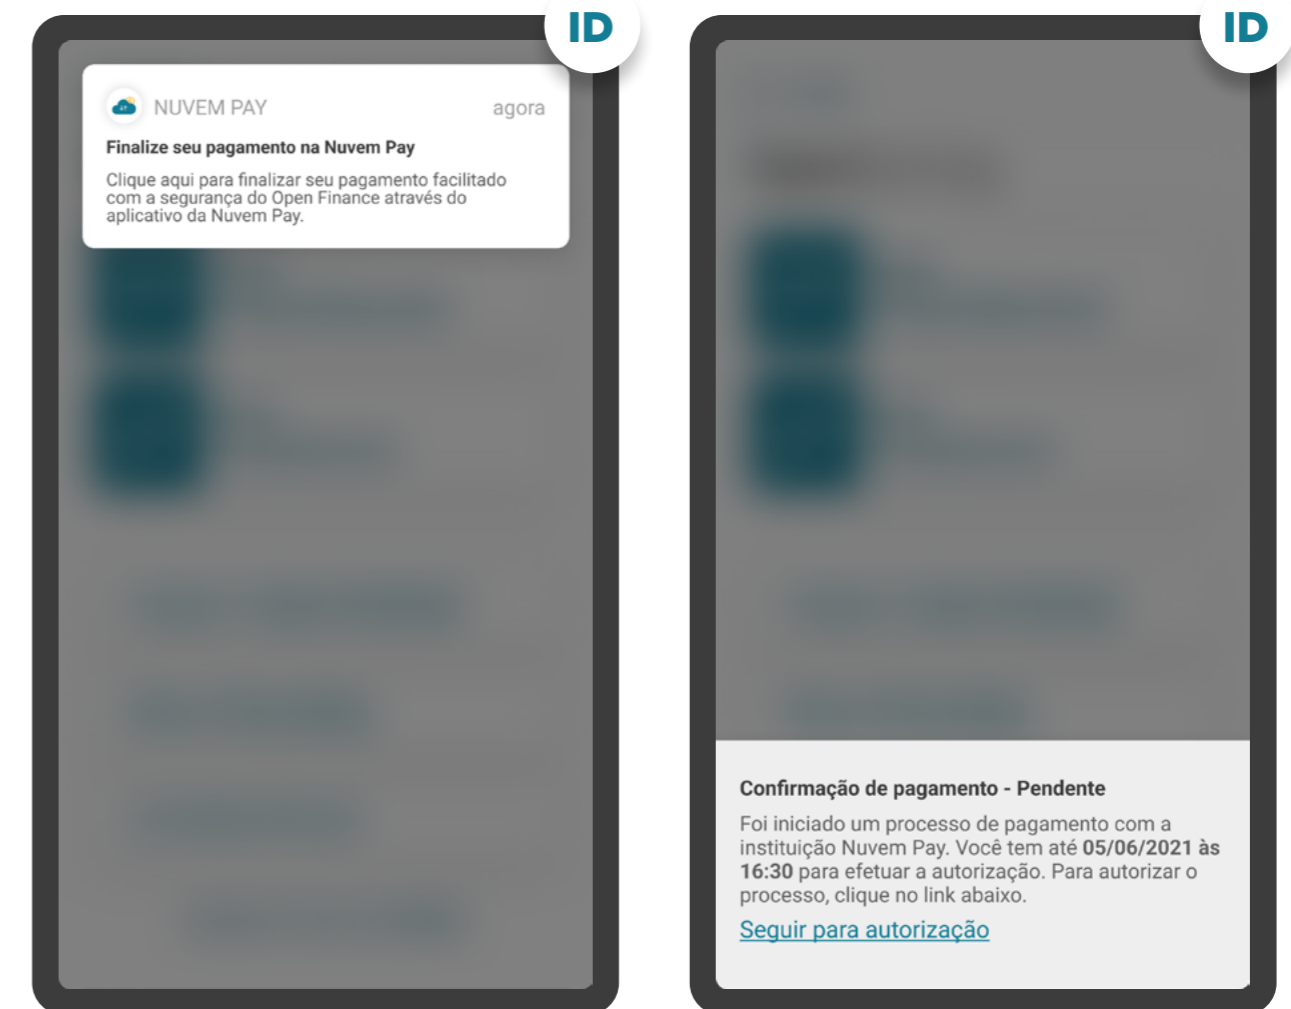 ID
NUVEM PAY
agora
Finalize seu pagamento na Nuvem Pay
Clique aqui para finalizar seu pagamento facilitado
com a segurança do Open Finance através do
aplicativo da Nuvem Pay.
ID
Confirmação de pagamento - Pendente
Foi iniciado um processo de pagamento com a
instituição Nuvem Pay. Você tem até 05/06/2021 às
16:30 para efetuar a autorização. Para autorizar o
processo, clique no link abaixo.
Seguir para autorização